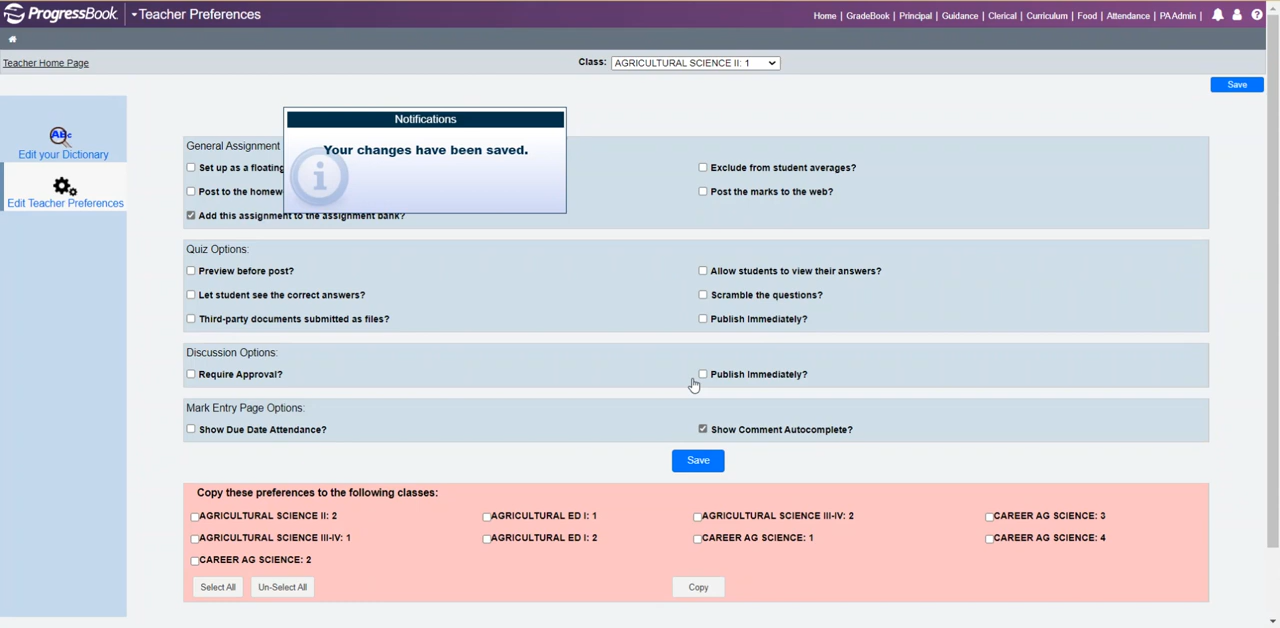 ProgressBook Teacher Preferences Home | GradeBook | Principal | Guidance | Clerical | Curriculum | Food | Attendance | PA Admin |
Teacher Home Page Class: AGRICULTURAL SCIENCE II: 1
Save
Notifications
Your changes have been saved.
ABc
Edit your Dictionary
Edit Teacher Preferences
General Assignment
Set up as a floating Exclude from student averages?
Post to the homew Post the marks to the web?
Add this assignment to the assignment bank?
Quiz Options:
Preview before post? Allow students to view their answers?
Let student see the correct answers? Scramble the questions?
Third-party documents submitted as files? Publish Immediately?
Discussion Options:
Require Approval? Publish Immediately?
Mark Entry Page Options:
Show Due Date Attendance? Show Comment Autocomplete?
Save
Copy these preferences to the following classes:
AGRICULTURAL SCIENCE II: 2 AGRICULTURAL ED I: 1 AGRICULTURAL SCIENCE III-IV: 2 CAREER AG SCIENCE: 3
AGRICULTURAL SCIENCE III-IV: 1 AGRICULTURAL ED I: 2 CAREER AG SCIENCE: 1 CAREER AG SCIENCE: 4
CAREER AG SCIENCE: 2
Select All Un-Select All Copy